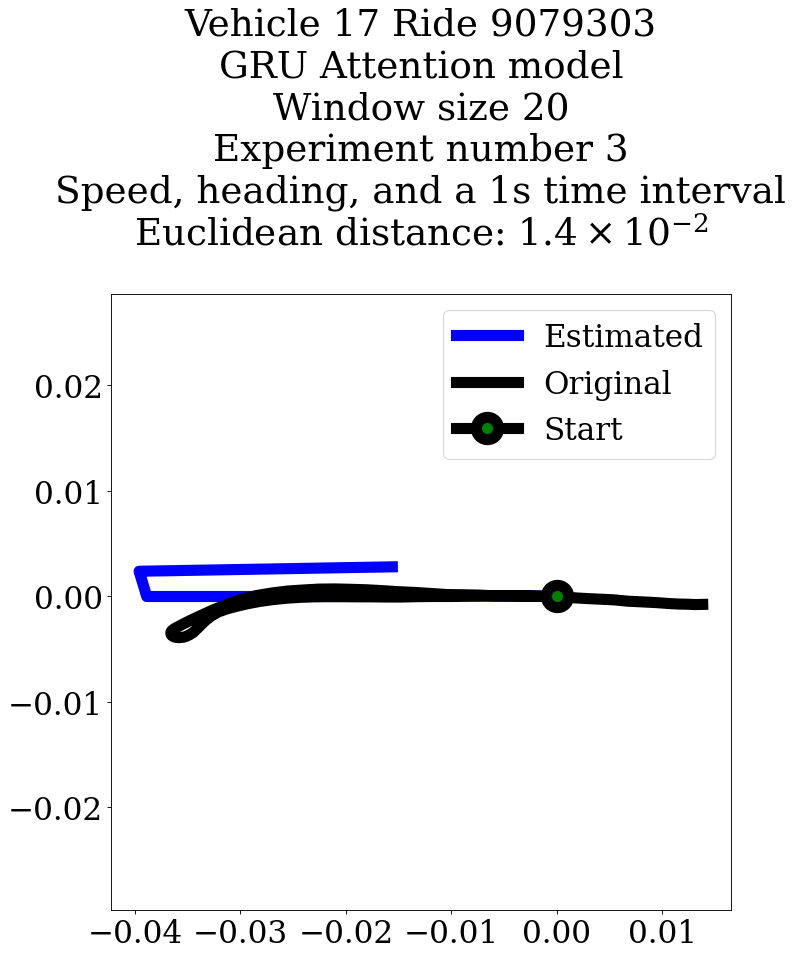 Vehicle 17 Ride 9079303
GRU Attention model
Window size 20
Experiment number 3
Speed, heading, and a 1s time interval
Euclidean distance: 1.4 × 10⁻²
Estimated
Original
Start
0.02
0.01
0.00
−0.01
−0.02
−0.04 −0.03 −0.02 −0.01 0.00 0.01